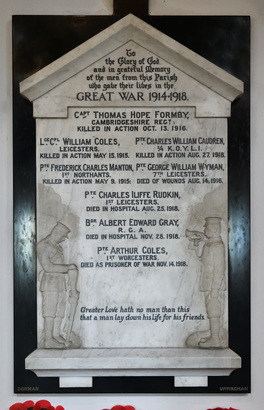 To
the Glory of God
and in grateful Memory
of the men from this Parish
who gave their lives in the
GREAT WAR 1914-1918.
CAPT THOMAS HOPE FORMBY,
CAMBRIDGESHIRE REGT.
KILLED IN ACTION OCT. 13. 1916.
LCE CPL WILLIAM COLES,
LEICESTERS.
KILLED IN ACTION MAY 15. 1915.
PTE CHARLES WILLIAM CAUDREN,
K.O.Y.L.I.
KILLED IN ACTION AUG. 27. 1918.
PTE FREDERICK CHARLES MANTON,
1ST NORTHANTS.
KILLED IN ACTION MAY 9. 1915.
PTE GEORGE WILLIAM WYMAN,
7TH LEICESTERS.
DIED OF WOUNDS AUG. 14. 1916.
PTE CHARLES ILIFFE RUDKIN,
1ST LEICESTERS.
DIED IN HOSPITAL AUG. 25. 1918.
BDR ALBERT EDWARD GRAY,
R.G.A.
DIED IN HOSPITAL NOV. 28. 1918.
PTE ARTHUR COLES,
1ST WORCESTERS.
DIED AS PRISONER OF WAR NOV. 14. 1918.
Greater Love hath no man than this
that a man lay down his life for his friends.
DORMAN
UPPINGHAM